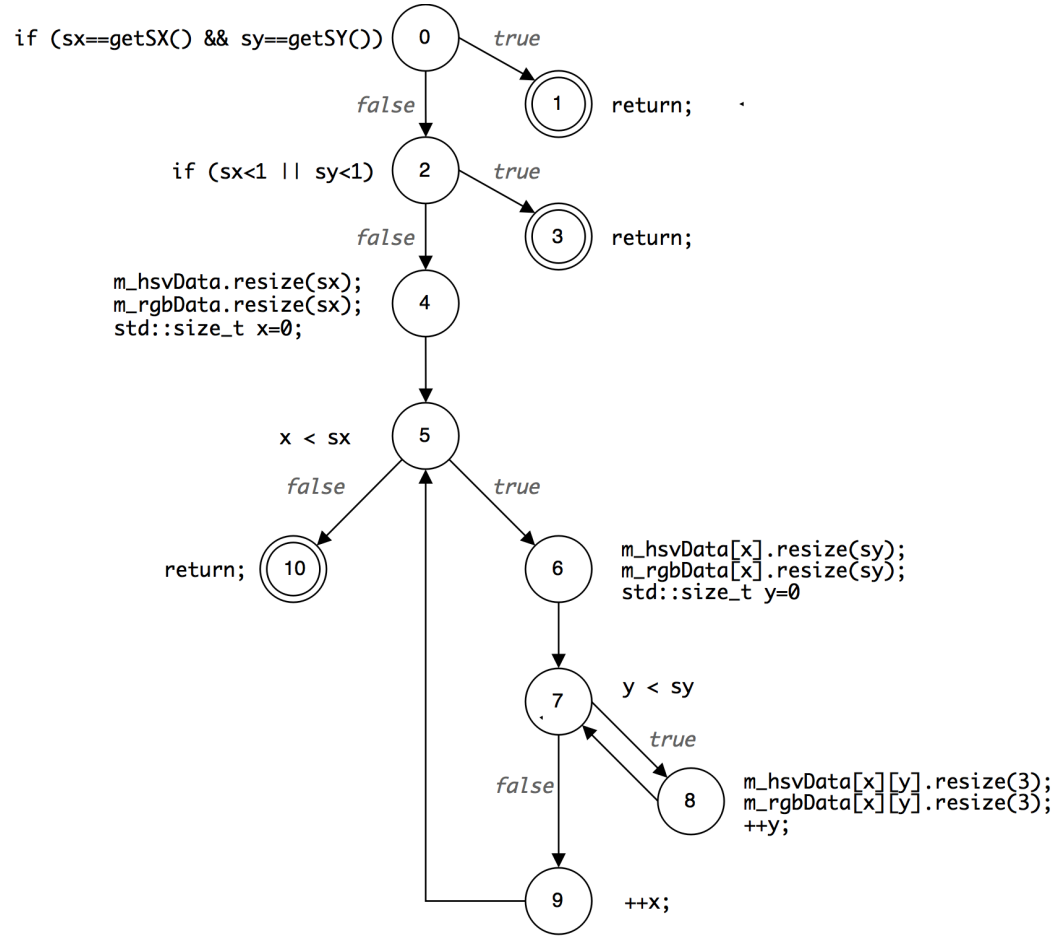 if (sx==getSX() && sy==getSY())
0
true
false
1
return;
if (sx<1 || sy<1)
2
true
false
3
return;
m_hsvData.resize(sx);
m_rgbData.resize(sx);
std::size_t x=0;
4
x < sx
5
false
true
return;
10
6
m_hsvData[x].resize(sy);
m_rgbData[x].resize(sy);
std::size_t y=0
7
y < sy
true
false
8
m_hsvData[x][y].resize(3);
m_rgbData[x][y].resize(3);
++y;
9
++x;